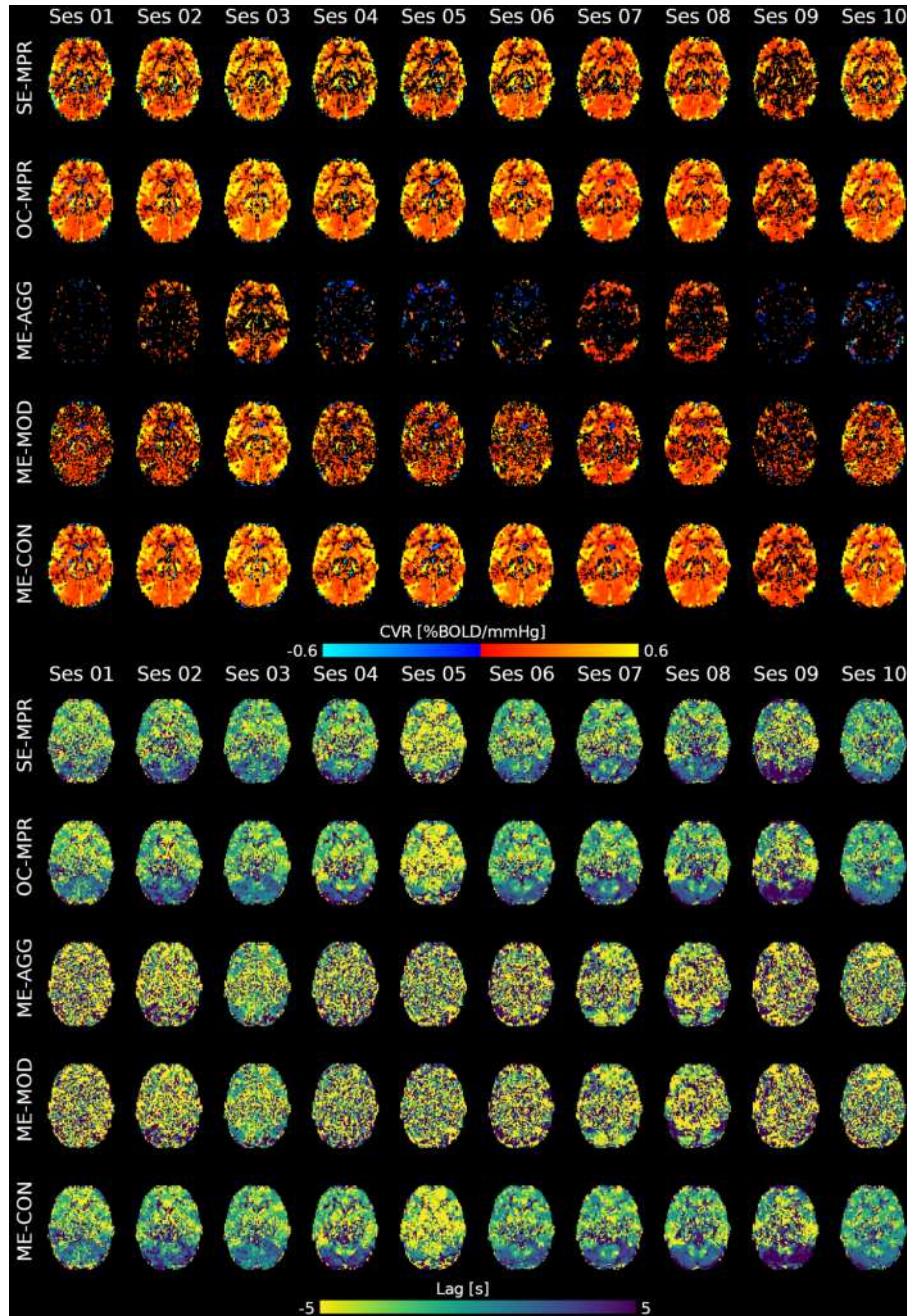 Ses 01 Ses 02 Ses 03 Ses 04 Ses 05 Ses 06 Ses 07 Ses 08 Ses 09 Ses 10
SE-MPR
OC-MPR
ME-AGG
ME-MOD
ME-CON
CVR [%BOLD/mmHg]
-0.6 0.6
Ses 01 Ses 02 Ses 03 Ses 04 Ses 05 Ses 06 Ses 07 Ses 08 Ses 09 Ses 10
SE-MPR
OC-MPR
ME-AGG
ME-MOD
ME-CON
Lag [s]
-5 5